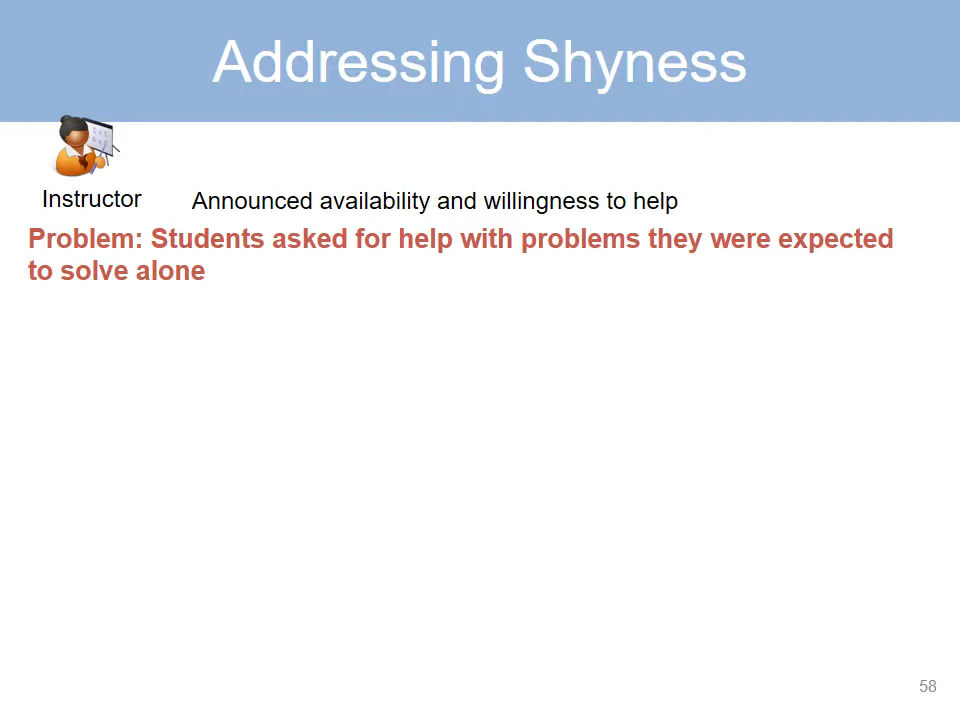 Addressing Shyness
Instructor
Announced availability and willingness to help
Problem: Students asked for help with problems they were expected
to solve alone
58